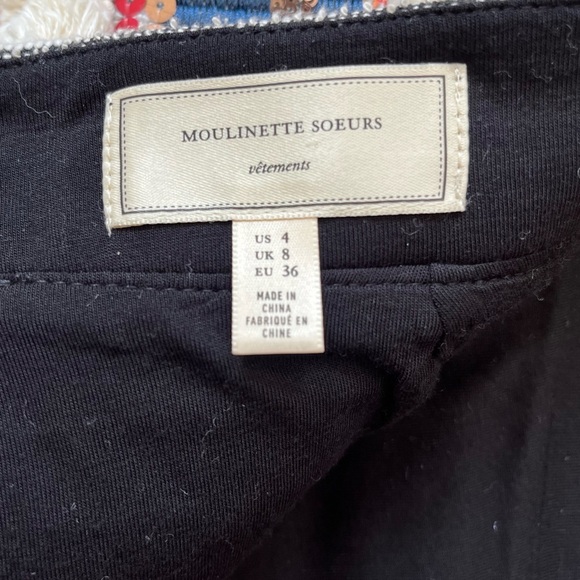 MOULINETTE SOEURS
vêtements
US 4
UK 8
EU 36
MADE IN
CHINA
FABRIQUÉ EN
CHINE